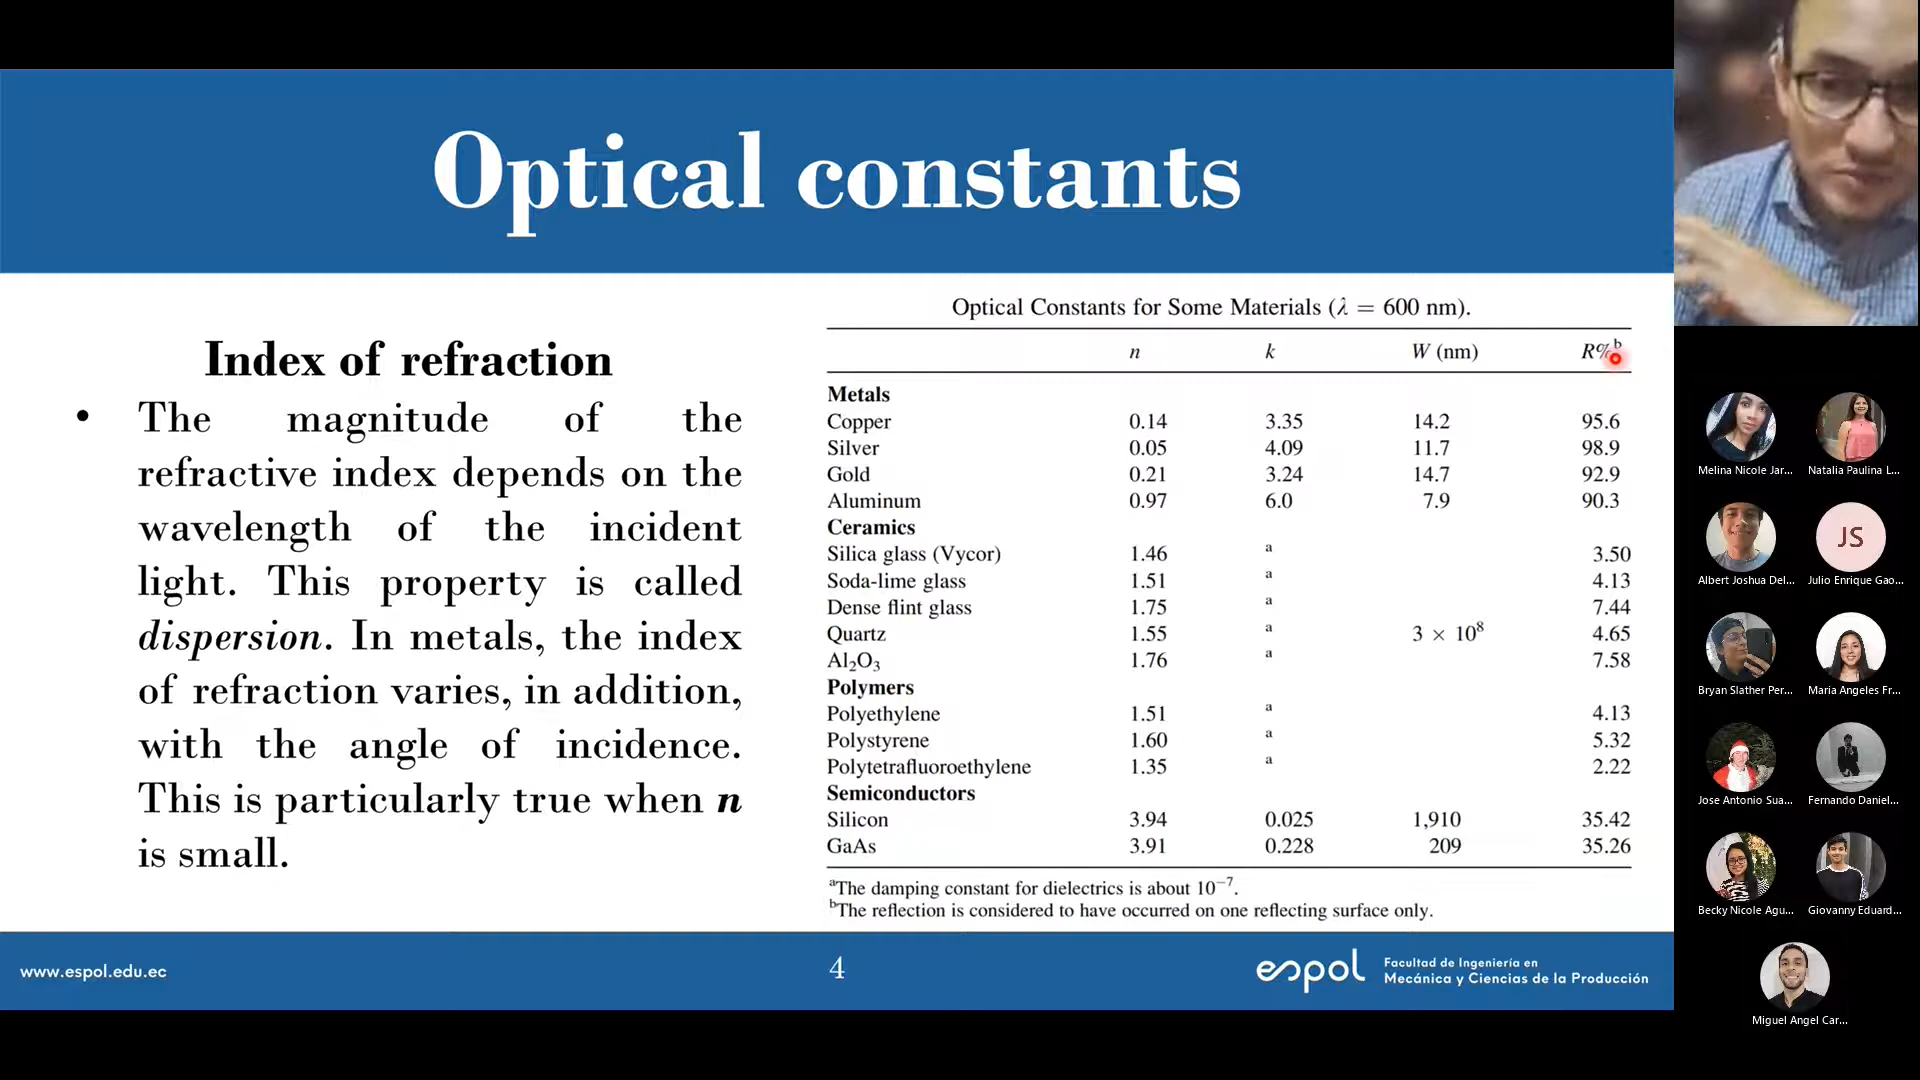 Optical constants
Index of refraction
• The magnitude of the
refractive index depends on the
wavelength of the incident
light. This property is called
dispersion. In metals, the index
of refraction varies, in addition,
with the angle of incidence.
This is particularly true when n
is small.
Optical Constants for Some Materials (λ = 600 nm).
n k W (nm) R%ᵇ
Metals
Copper 0.14 3.35 14.2 95.6
Silver 0.05 4.09 11.7 98.9
Gold 0.21 3.24 14.7 92.9
Aluminum 0.97 6.0 7.9 90.3
Ceramics
Silica glass (Vycor) 1.46 a 3.50
Soda-lime glass 1.51 a 4.13
Dense flint glass 1.75 a 7.44
Quartz 1.55 a 3 × 10⁸ 4.65
Al₂O₃ 1.76 a 7.58
Polymers
Polyethylene 1.51 a 4.13
Polystyrene 1.60 a 5.32
Polytetrafluoroethylene 1.35 a 2.22
Semiconductors
Silicon 3.94 0.025 1,910 35.42
GaAs 3.91 0.228 209 35.26
ᵃThe damping constant for dielectrics is about 10⁻⁷.
ᵇThe reflection is considered to have occurred on one reflecting surface only.
www.espol.edu.ec
4
espol
Facultad de Ingeniería en
Mecánica y Ciencias de la Producción
Melina Nicole Jar... Natalia Paulina L...
JS
Albert Joshua Del... Julio Enrique Gao...
Bryan Slather Per... Maria Angeles Fr...
Jose Antonio Sua... Fernando Daniel...
Becky Nicole Agu... Giovanny Eduard...
Miguel Angel Car...